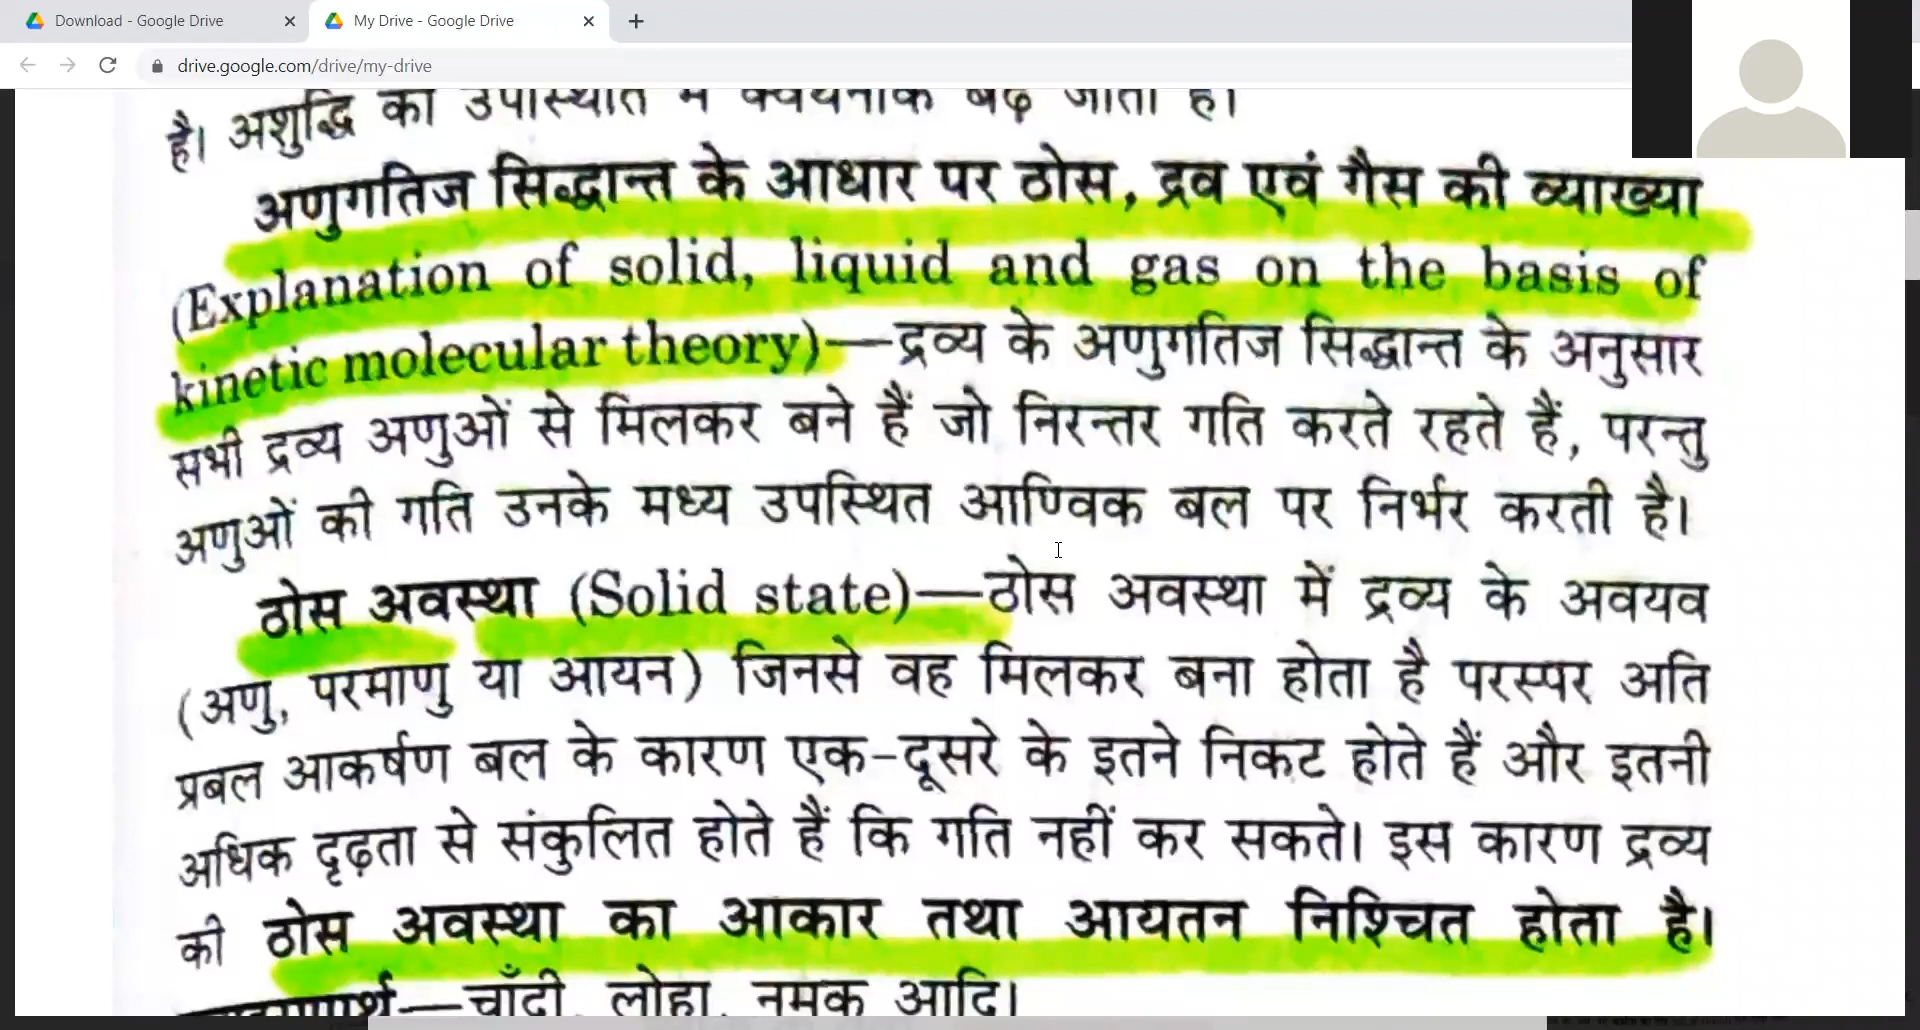 Download - Google Drive
My Drive - Google Drive
drive.google.com/drive/my-drive
है। अशुद्धि की उपस्थिति में क्वथनांक बढ़ जाता है।
अणुगतिज सिद्धान्त के आधार पर ठोस, द्रव एवं गैस की व्याख्या
(Explanation of solid, liquid and gas on the basis of
kinetic molecular theory)—द्रव्य के अणुगतिज सिद्धान्त के अनुसार
सभी द्रव्य अणुओं से मिलकर बने हैं जो निरन्तर गति करते रहते हैं, परन्तु
अणुओं की गति उनके मध्य उपस्थित आण्विक बल पर निर्भर करती है।
ठोस अवस्था (Solid state)—ठोस अवस्था में द्रव्य के अवयव
(अणु, परमाणु या आयन) जिनसे वह मिलकर बना होता है परस्पर अति
प्रबल आकर्षण बल के कारण एक-दूसरे के इतने निकट होते हैं और इतनी
अधिक दृढ़ता से संकुलित होते हैं कि गति नहीं कर सकते। इस कारण द्रव्य
की ठोस अवस्था का आकार तथा आयतन निश्चित होता है।
उदाहरणार्थ—चाँदी, लोहा, नमक आदि।